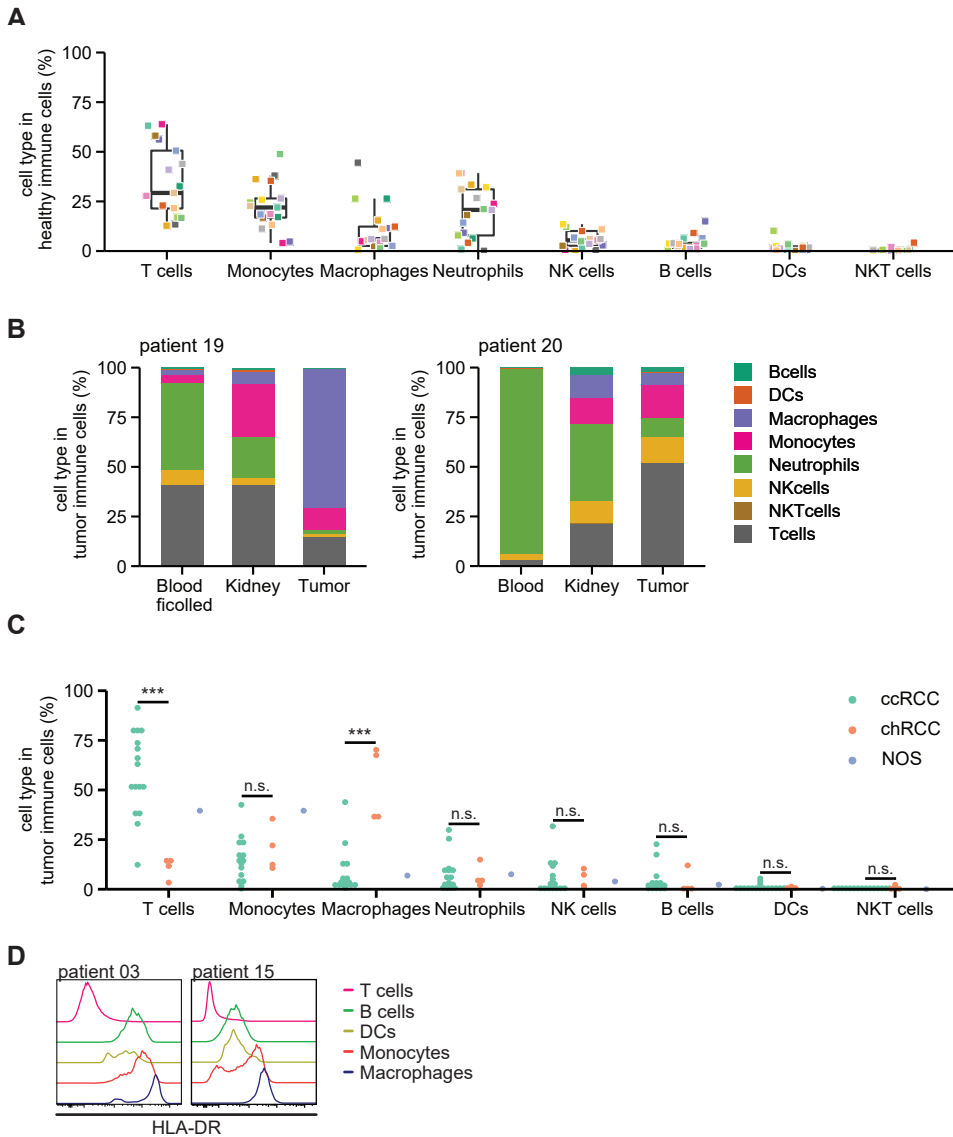 A
cell type in
healthy immune cells (%)
100
75
50
25
0
T cells Monocytes Macrophages Neutrophils NK cells B cells DCs NKT cells
B
patient 19
cell type in
tumor immune cells (%)
100
75
50
25
0
Blood
ficolled
Kidney Tumor
patient 20
cell type in
tumor immune cells (%)
100
75
50
25
0
Blood Kidney Tumor
Bcells
DCs
Macrophages
Monocytes
Neutrophils
NKcells
NKTcells
Tcells
C
cell type in
tumor immune cells (%)
100
75
50
25
0
*** n.s. *** n.s. n.s. n.s. n.s. n.s.
T cells Monocytes Macrophages Neutrophils NK cells B cells DCs NKT cells
ccRCC
chRCC
NOS
D
patient 03 patient 15
T cells
B cells
DCs
Monocytes
Macrophages
HLA-DR